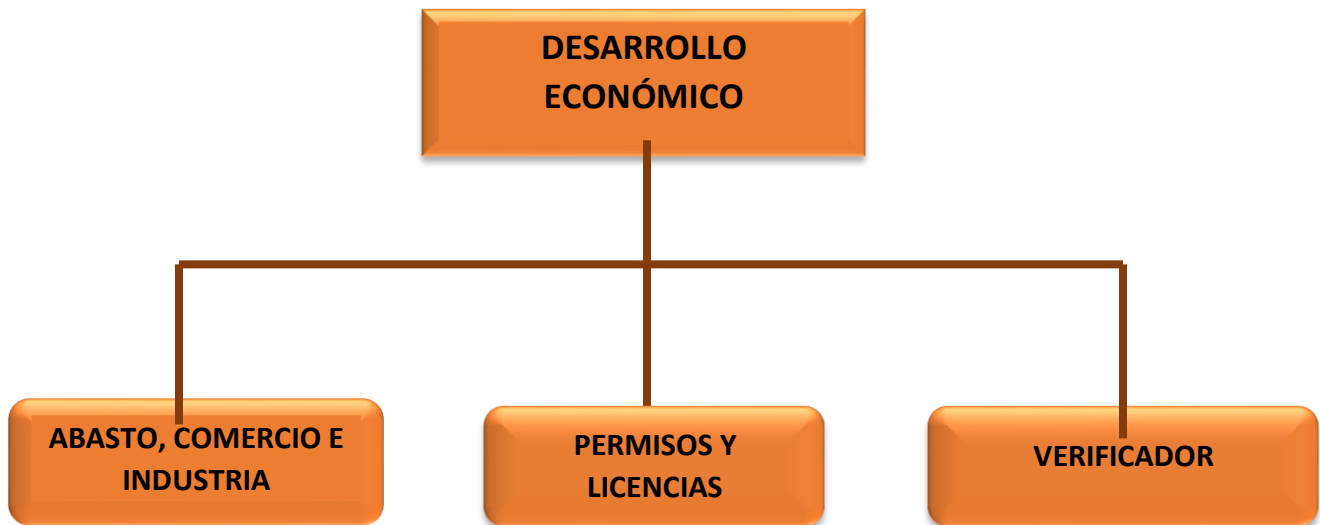 DESARROLLO
ECONÓMICO
ABASTO, COMERCIO E
INDUSTRIA
PERMISOS Y
LICENCIAS
VERIFICADOR